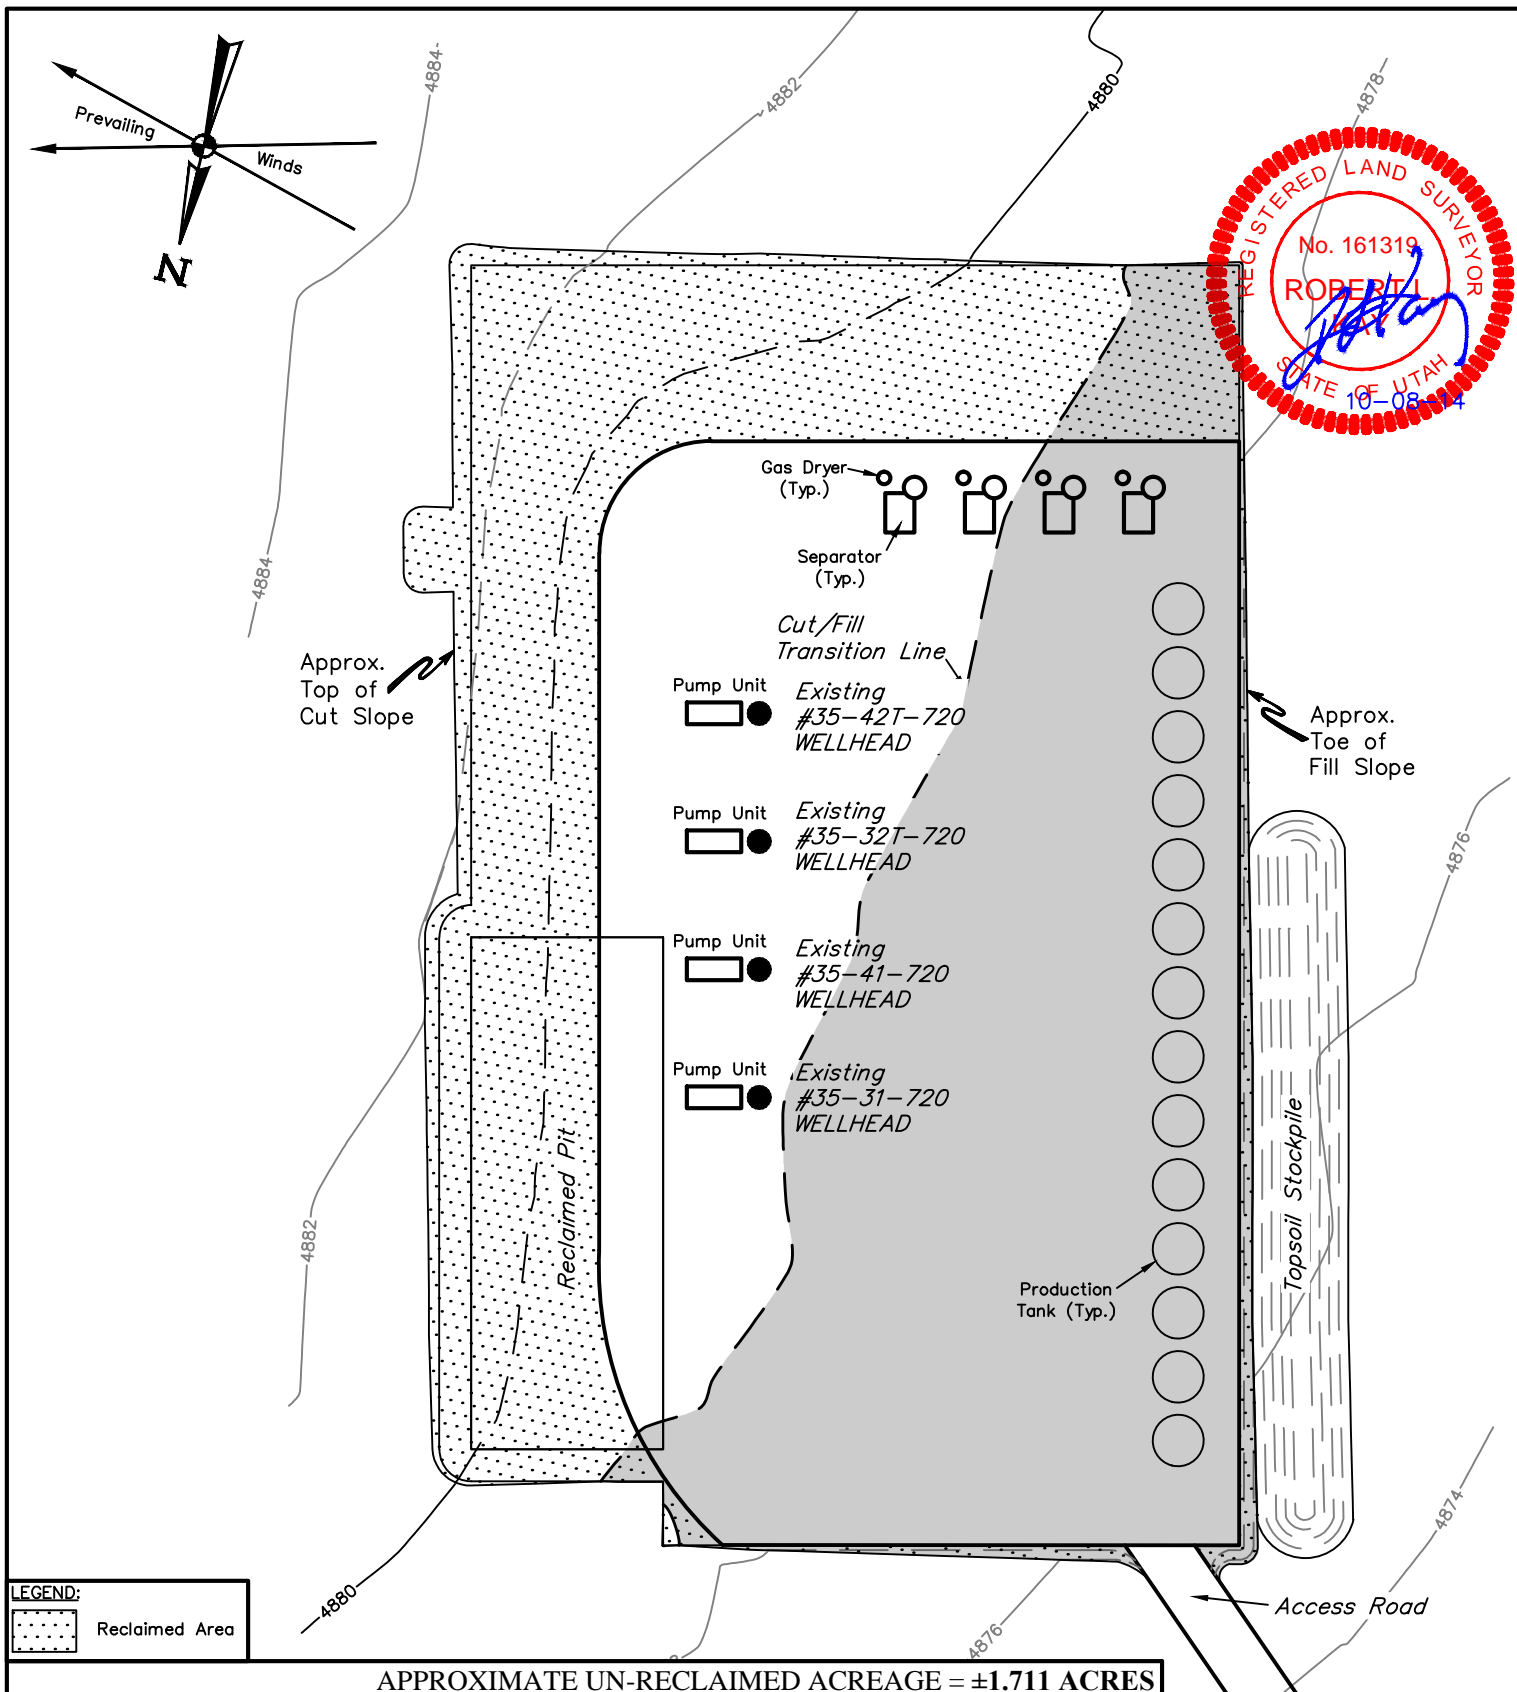 4884
4882
4880
4878
Prevailing
Winds
N
REGISTERED LAND SURVEYOR
No. 161319
ROBERT L.
KAY
STATE OF UTAH
10-08-14
Gas Dryer
(Typ.)
Separator
(Typ.)
4884
Cut/Fill
Transition Line
Approx.
Top of
Cut Slope
Pump Unit
Existing
#35-42T-720
WELLHEAD
Approx.
Toe of
Fill Slope
Pump Unit
Existing
#35-32T-720
WELLHEAD
4876
Pump Unit
Existing
#35-41-720
WELLHEAD
Pump Unit
Existing
#35-31-720
WELLHEAD
Reclaimed Pit
Topsoil Stockpile
4882
Production
Tank (Typ.)
4874
4880
4876
Access Road
LEGEND:
Reclaimed Area
APPROXIMATE UN-RECLAIMED ACREAGE = ±1.711 ACRES